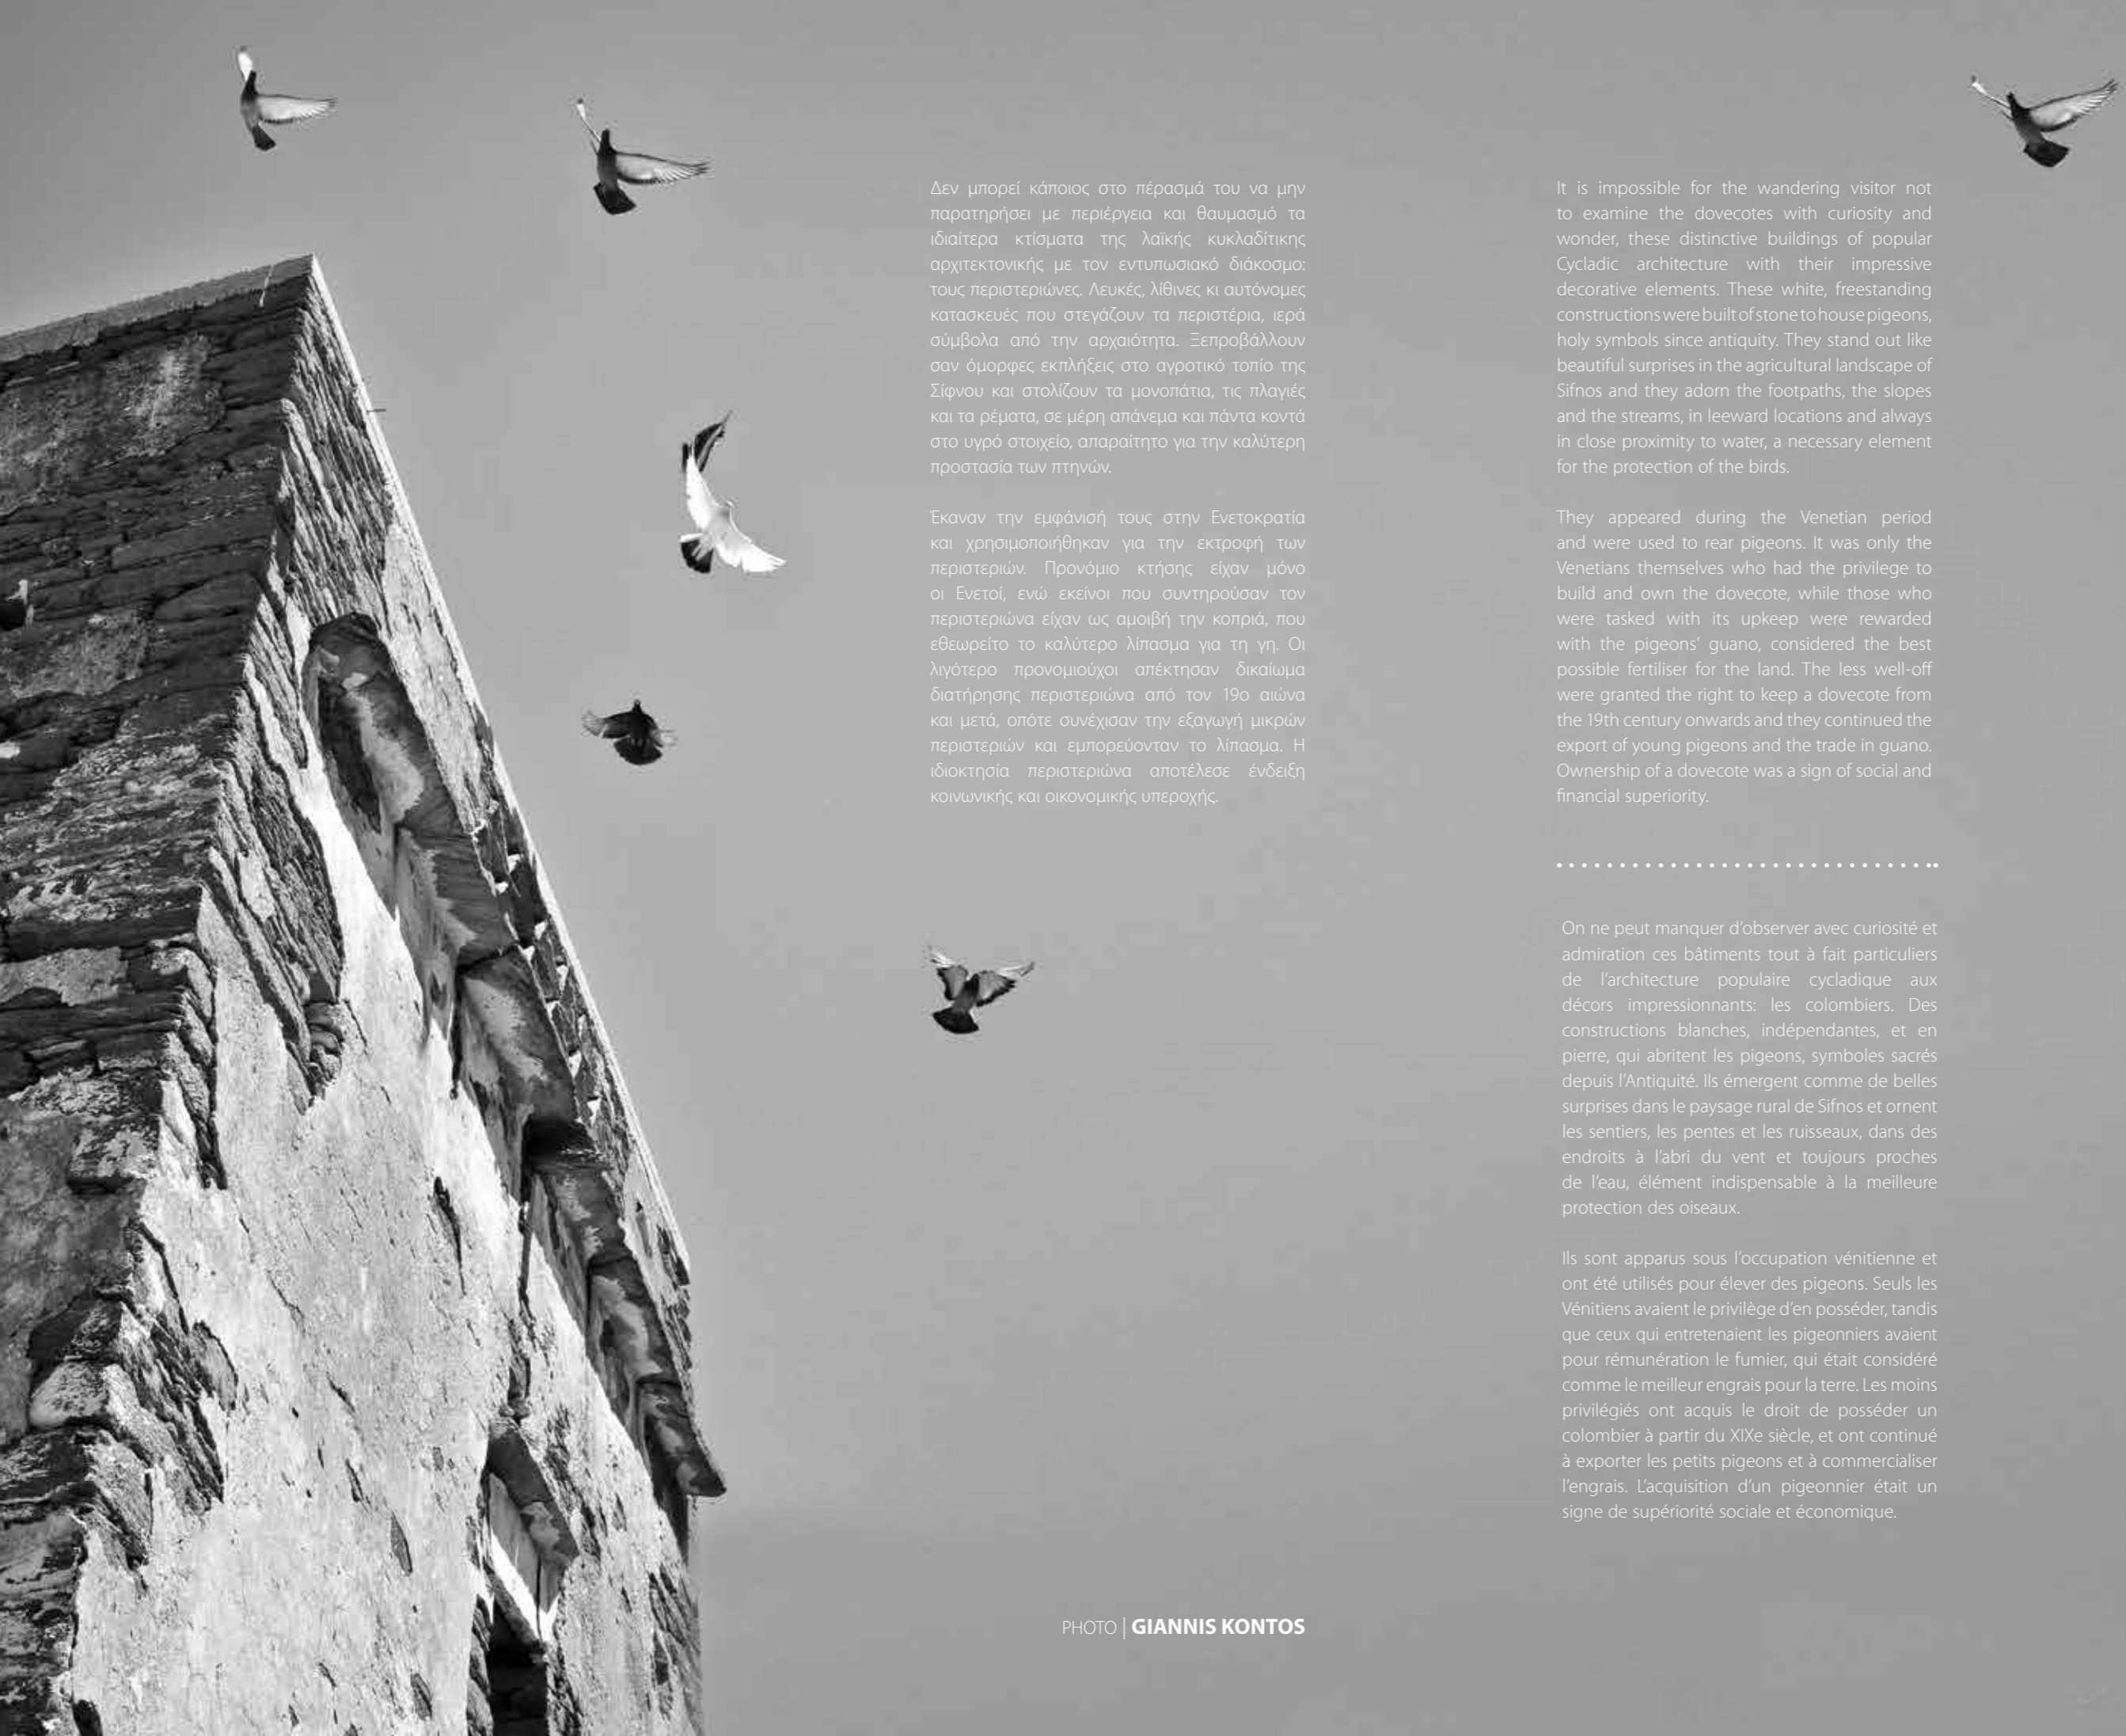 Δεν μπορεί κάποιος στο πέρασμά του να μην
παρατηρήσει με περιέργεια και θαυμασμό τα
ιδιαίτερα κτίσματα της λαϊκής κυκλαδίτικης
αρχιτεκτονικής με τον εντυπωσιακό διάκοσμο:
τους περιστεριώνες. Λευκές, λίθινες κι αυτόνομες
κατασκευές που στεγάζουν τα περιστέρια, ιερά
σύμβολα από την αρχαιότητα. Ξεπροβάλλουν
σαν όμορφες εκπλήξεις στο αγροτικό τοπίο της
Σίφνου και στολίζουν τα μονοπάτια, τις πλαγιές
και τα ρέματα, σε μέρη απάνεμα και πάντα κοντά
στο υγρό στοιχείο, απαραίτητο για την καλύτερη
προστασία των πτηνών.
Έκαναν την εμφάνισή τους στην Ενετοκρατία
και χρησιμοποιήθηκαν για την εκτροφή των
περιστεριών. Προνόμιο κτήσης είχαν μόνο
οι Ενετοί, ενώ εκείνοι που συντηρούσαν τον
περιστεριώνα είχαν ως αμοιβή την κοπριά, που
εθεωρείτο το καλύτερο λίπασμα για τη γη. Οι
λιγότερο προνομιούχοι απέκτησαν δικαίωμα
διατήρησης περιστεριώνα από τον 19ο αιώνα
και μετά, οπότε συνέχισαν την εξαγωγή μικρών
περιστεριών και εμπορεύονταν το λίπασμα. Η
ιδιοκτησία περιστεριώνα αποτέλεσε ένδειξη
κοινωνικής και οικονομικής υπεροχής.
It is impossible for the wandering visitor not
to examine the dovecotes with curiosity and
wonder, these distinctive buildings of popular
Cycladic architecture with their impressive
decorative elements. These white, freestanding
constructions were built of stone to house pigeons,
holy symbols since antiquity. They stand out like
beautiful surprises in the agricultural landscape of
Sifnos and they adorn the footpaths, the slopes
and the streams, in leeward locations and always
in close proximity to water, a necessary element
for the protection of the birds.
They appeared during the Venetian period
and were used to rear pigeons. It was only the
Venetians themselves who had the privilege to
build and own the dovecote, while those who
were tasked with its upkeep were rewarded
with the pigeons' guano, considered the best
possible fertiliser for the land. The less well-off
were granted the right to keep a dovecote from
the 19th century onwards and they continued the
export of young pigeons and the trade in guano.
Ownership of a dovecote was a sign of social and
financial superiority.
On ne peut manquer d'observer avec curiosité et
admiration ces bâtiments tout à fait particuliers
de l'architecture populaire cycladique aux
décors impressionnants: les colombiers. Des
constructions blanches, indépendantes, et en
pierre, qui abritent les pigeons, symboles sacrés
depuis l'Antiquité. Ils émergent comme de belles
surprises dans le paysage rural de Sifnos et ornent
les sentiers, les pentes et les ruisseaux, dans des
endroits à l'abri du vent et toujours proches
de l'eau, élément indispensable à la meilleure
protection des oiseaux.
Ils sont apparus sous l'occupation vénitienne et
ont été utilisés pour élever des pigeons. Seuls les
Vénitiens avaient le privilège d'en posséder, tandis
que ceux qui entretenaient les pigeonniers avaient
pour rémunération le fumier, qui était considéré
comme le meilleur engrais pour la terre. Les moins
privilégiés ont acquis le droit de posséder un
colombier à partir du XIXe siècle, et ont continué
à exporter les petits pigeons et à commercialiser
l'engrais. L'acquisition d'un pigeonnier était un
signe de supériorité sociale et économique.
PHOTO | GIANNIS KONTOS